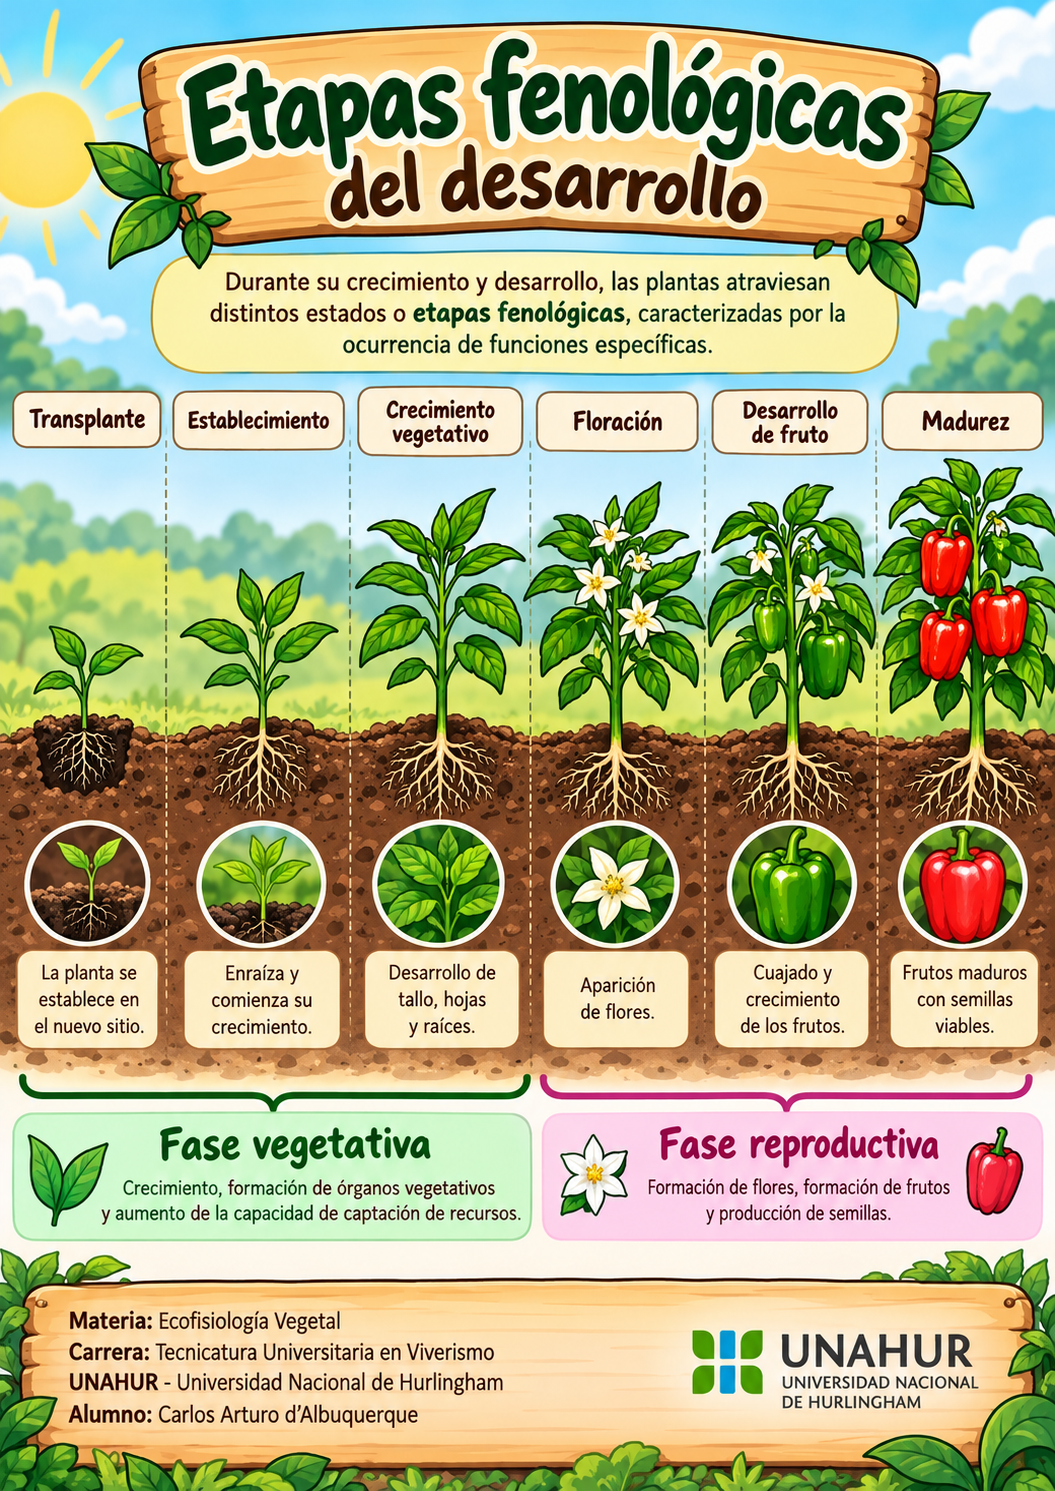 Etapas fenológicas
del desarrollo
Durante su crecimiento y desarrollo, las plantas atraviesan
distintos estados o etapas fenológicas, caracterizadas por la
ocurrencia de funciones específicas.
Transplante
Establecimiento
Crecimiento
vegetativo
Floración
Desarrollo
de fruto
Madurez
La planta se
establece en
el nuevo sitio.
Enraíza y
comienza su
crecimiento.
Desarrollo de
tallo, hojas
y raíces.
Aparición
de flores.
Cuajado y
crecimiento
de los frutos.
Frutos maduros
con semillas
viables.
Fase vegetativa
Crecimiento, formación de órganos vegetativos
y aumento de la capacidad de captación de recursos.
Fase reproductiva
Formación de flores, formación de frutos
y producción de semillas.
Materia: Ecofisiología Vegetal
Carrera: Tecnicatura Universitaria en Viverismo
UNAHUR - Universidad Nacional de Hurlingham
Alumno: Carlos Arturo d’Albuquerque
UNAHUR
UNIVERSIDAD NACIONAL
DE HURLINGHAM